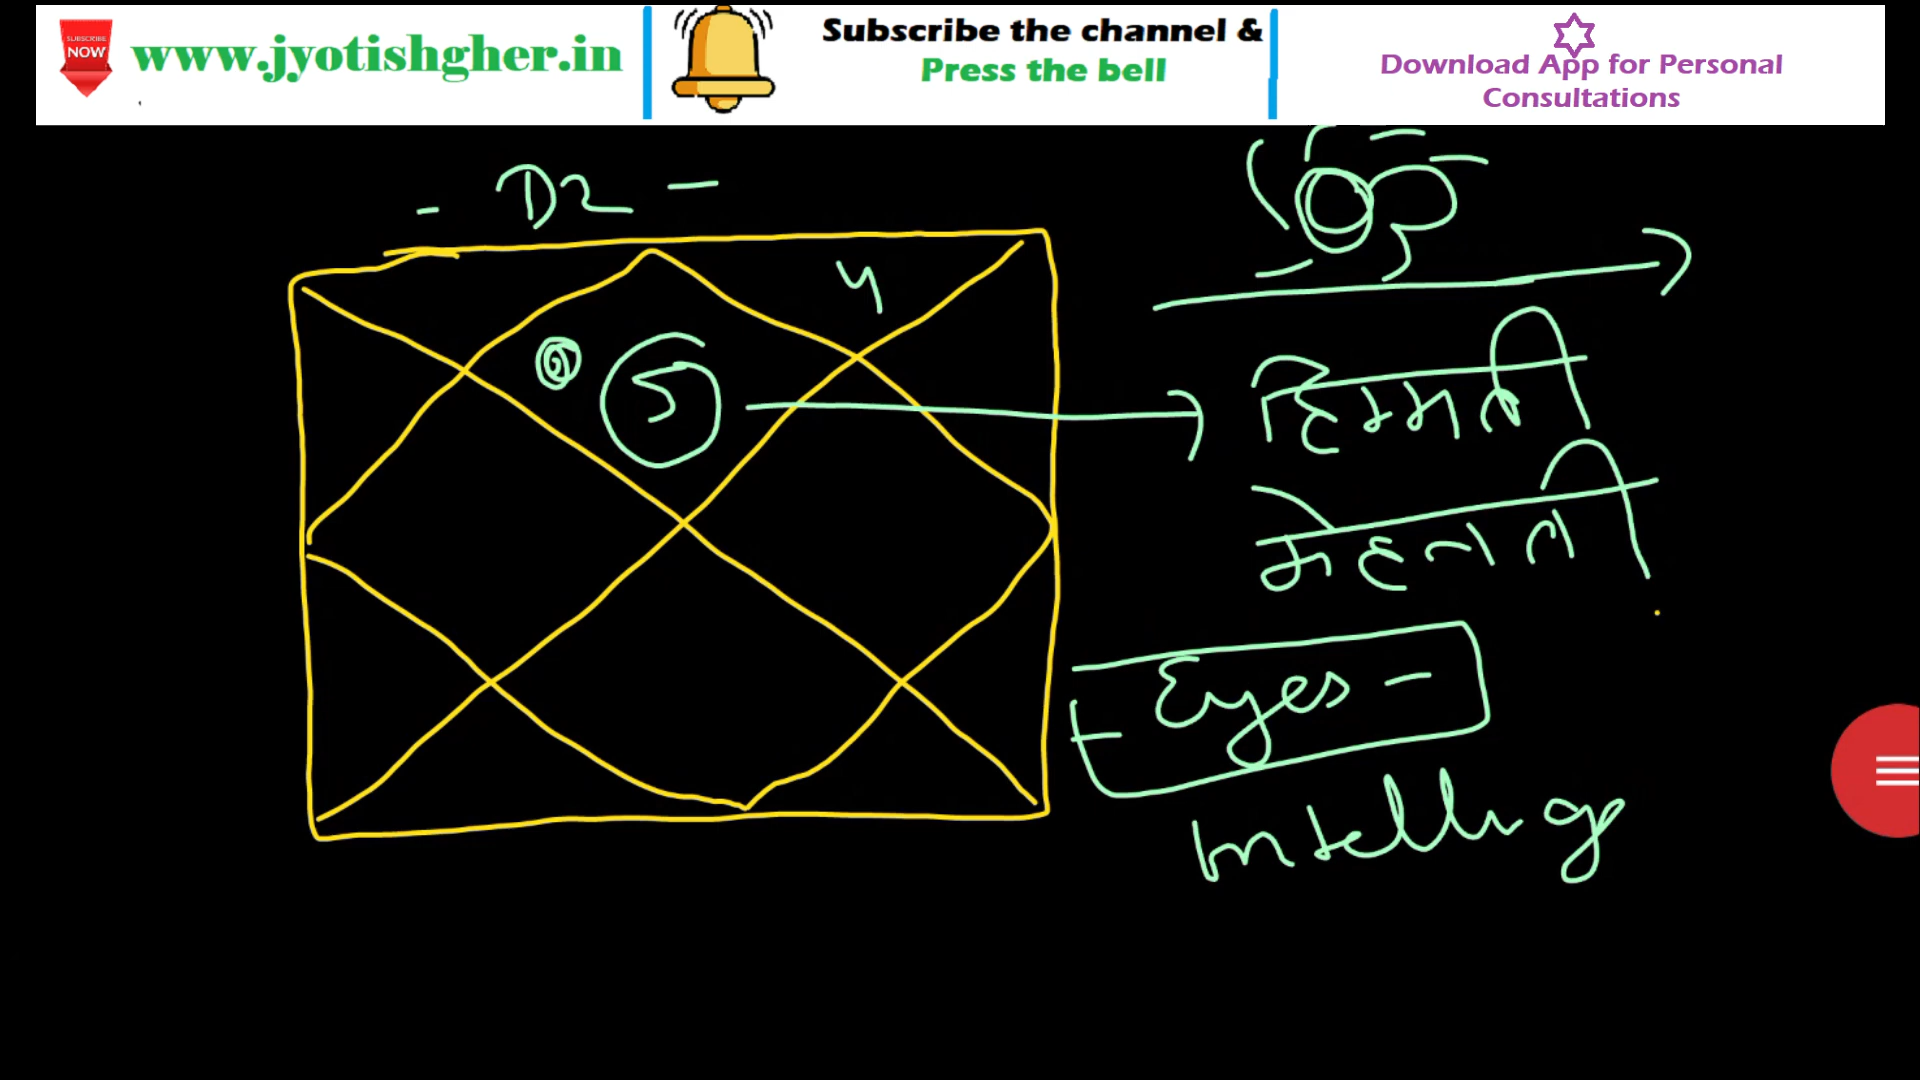 SUBSCRIBE
NOW
www.jyotishgher.in
Subscribe the channel &
Press the bell
Download App for Personal
Consultations
- D2 -
4
5
हिम्मती
मेहनती
- Eyes -